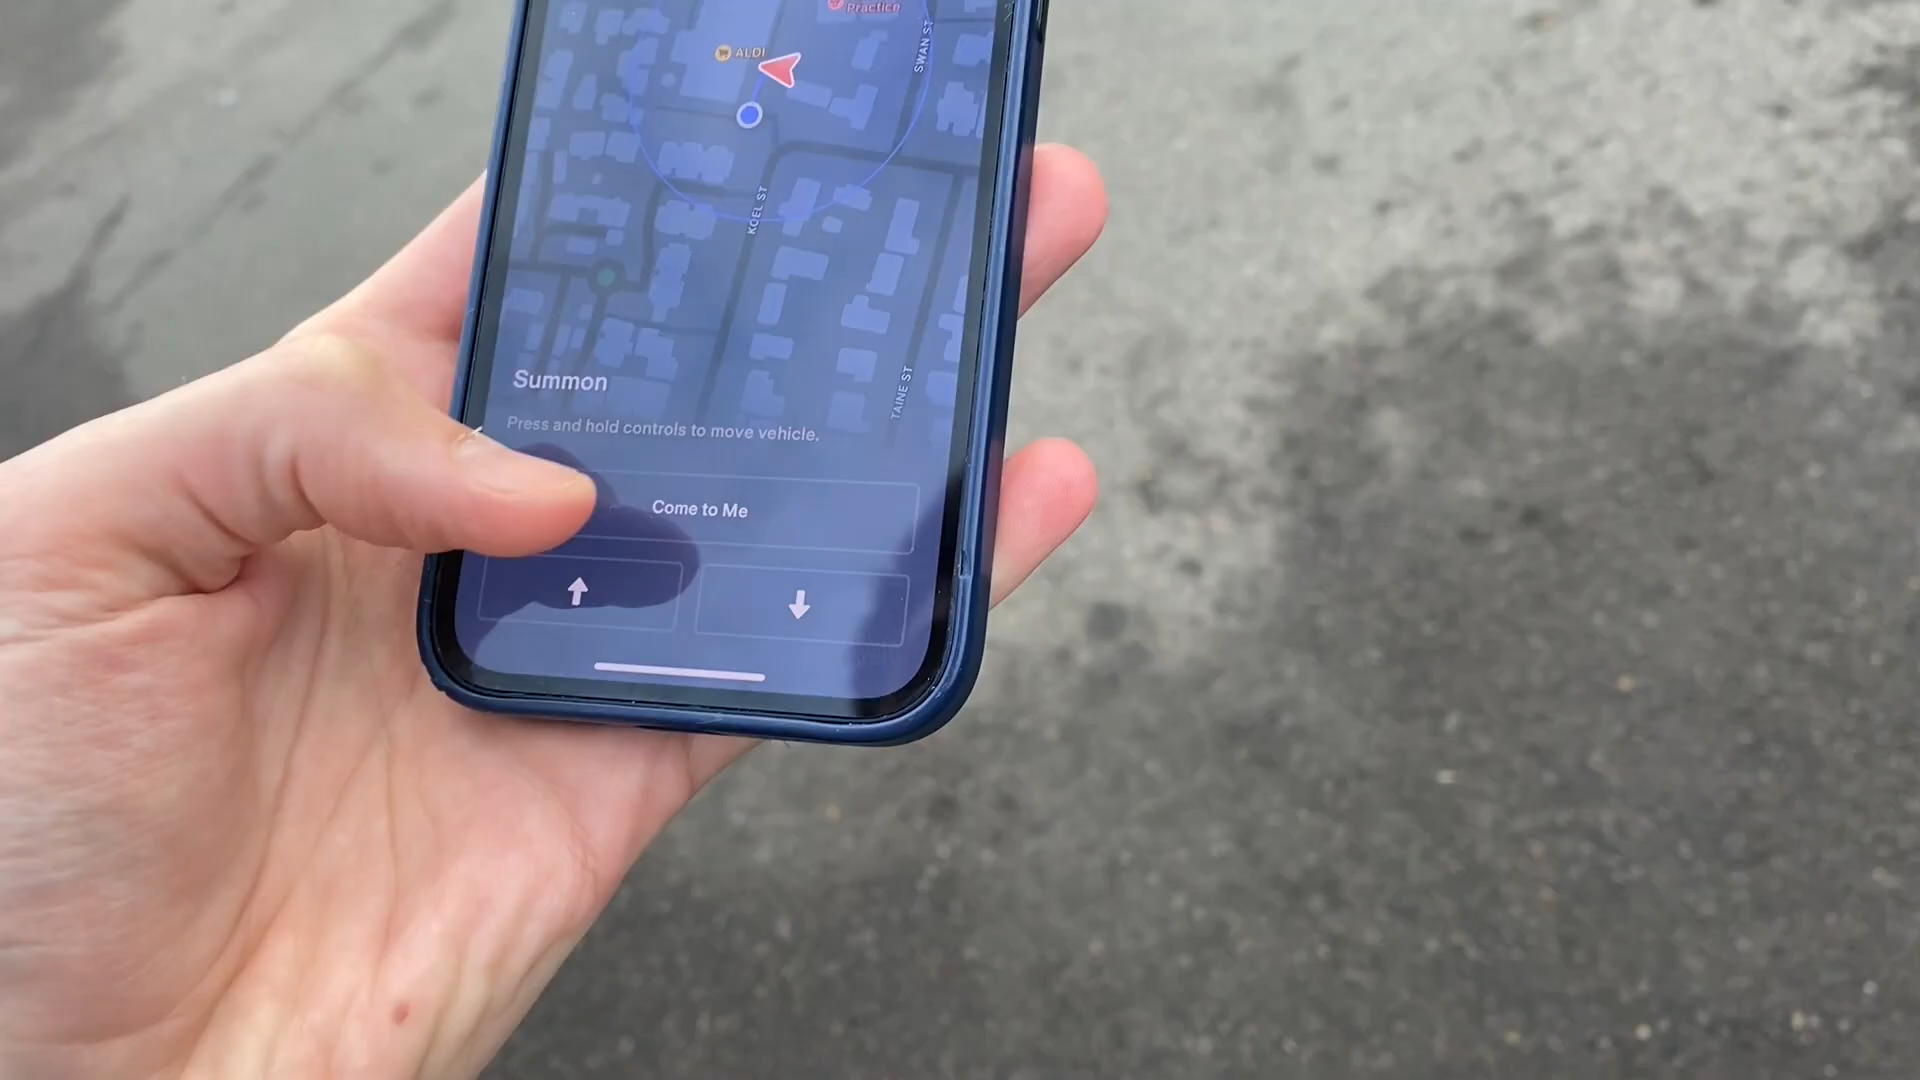 Practice
ALDI
SWAN ST
KOEL ST
TAINE ST
Summon
Press and hold controls to move vehicle.
Come to Me